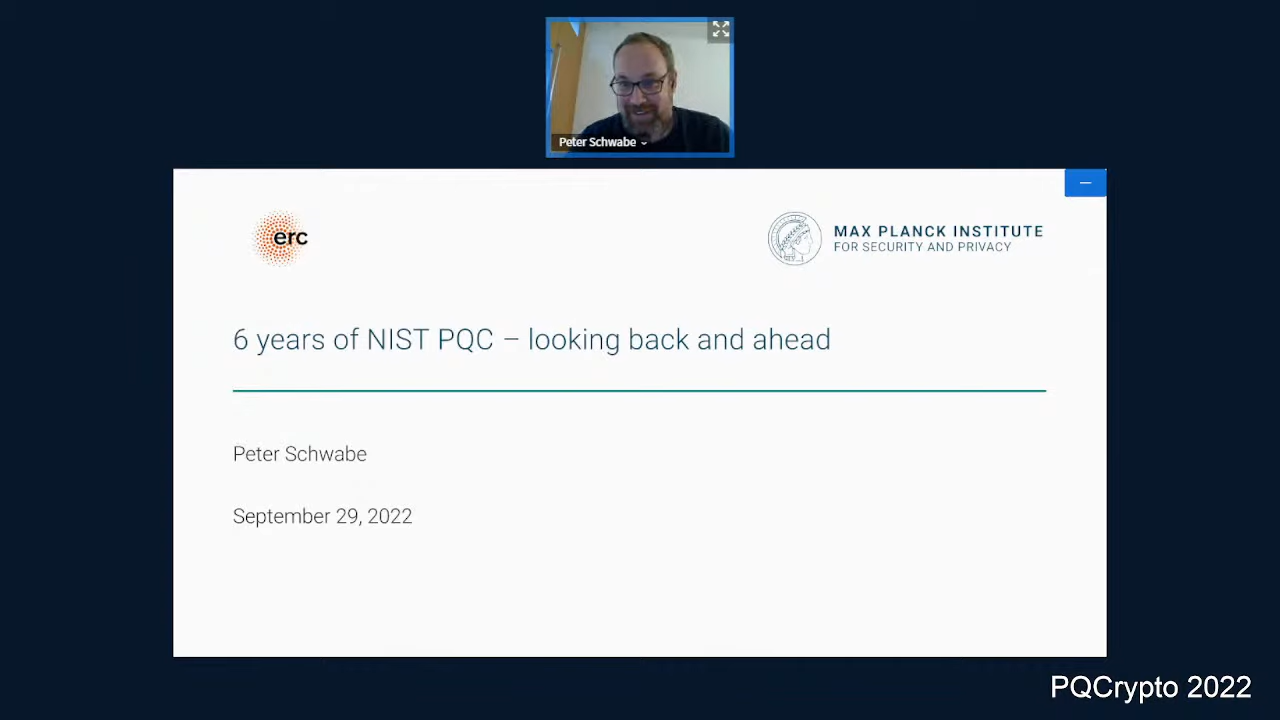 Peter Schwabe
erc
MAX PLANCK INSTITUTE
FOR SECURITY AND PRIVACY
6 years of NIST PQC – looking back and ahead
Peter Schwabe
September 29, 2022
PQCrypto 2022